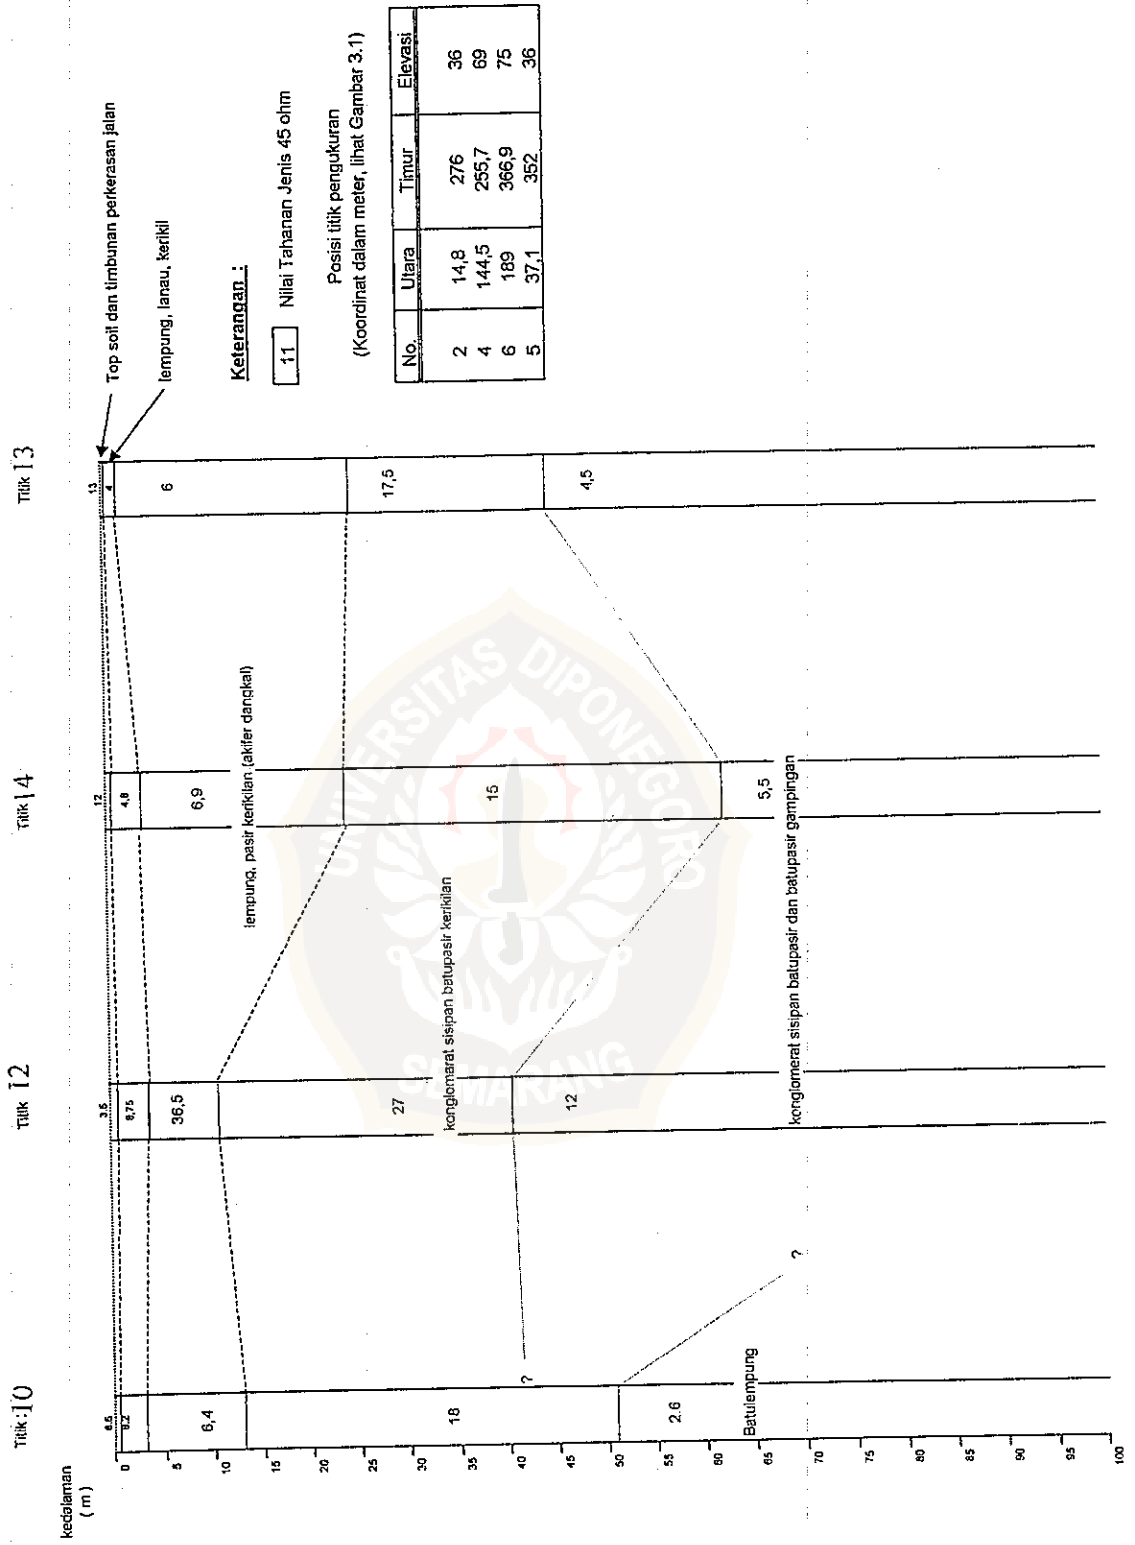 Titik:10
Titik 12
Titik 14
Titik 13
kedalaman
( m )
0
5
10
15
20
25
30
35
40
45
50
55
60
65
70
75
80
85
90
95
100
6,4
18
2.6
Batulempung
?
?
3.5
8,75
36,5
27
12
12
4,8
6,9
15
5,5
13
4
6
17,5
4,5
lempung, pasir kerikilan (akifer dangkal)
konglomarat sisipan batupasir kerikilan
konglomerat sisipan batupasir dan batupasir gampingan
Top soil dan timbunan perkerasan jalan
lempung, lanau, kerikil
Keterangan :
11 Nilai Tahanan Jenis 45 ohm
Posisi titik pengukuran
(Koordinat dalam meter, lihat Gambar 3.1)
No. Utara Timur Elevasi
2 14,8 276 36
4 144,5 255,7 69
6 189 366,9 75
5 37,1 352 36
UNIVERSITAS DIPONEGORO
SEMARANG